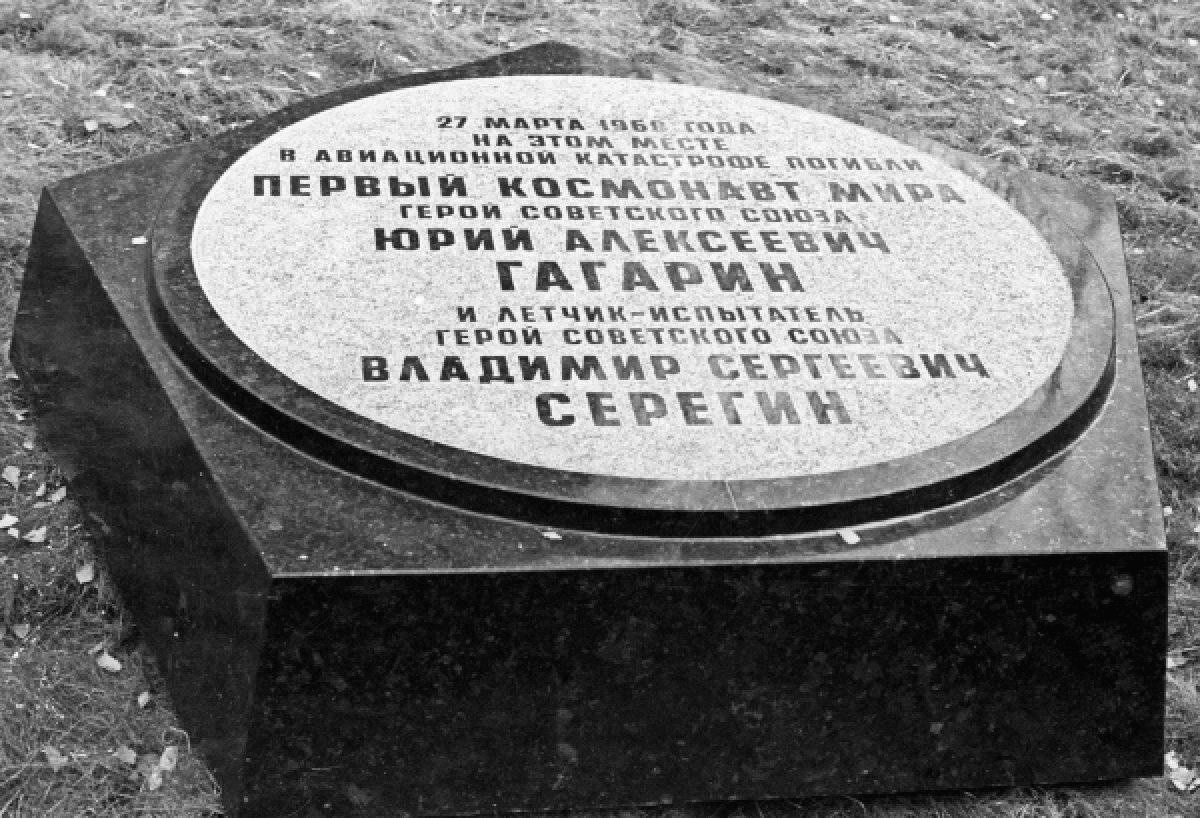 27 МАРТА 1968 ГОДА
НА ЭТОМ МЕСТЕ
В АВИАЦИОННОЙ КАТАСТРОФЕ ПОГИБЛИ
ПЕРВЫЙ КОСМОНАВТ МИРА
ГЕРОЙ СОВЕТСКОГО СОЮЗА
ЮРИЙ АЛЕКСЕЕВИЧ
ГАГАРИН
И ЛЕТЧИК-ИСПЫТАТЕЛЬ
ГЕРОЙ СОВЕТСКОГО СОЮЗА
ВЛАДИМИР СЕРГЕЕВИЧ
СЕРЕГИН